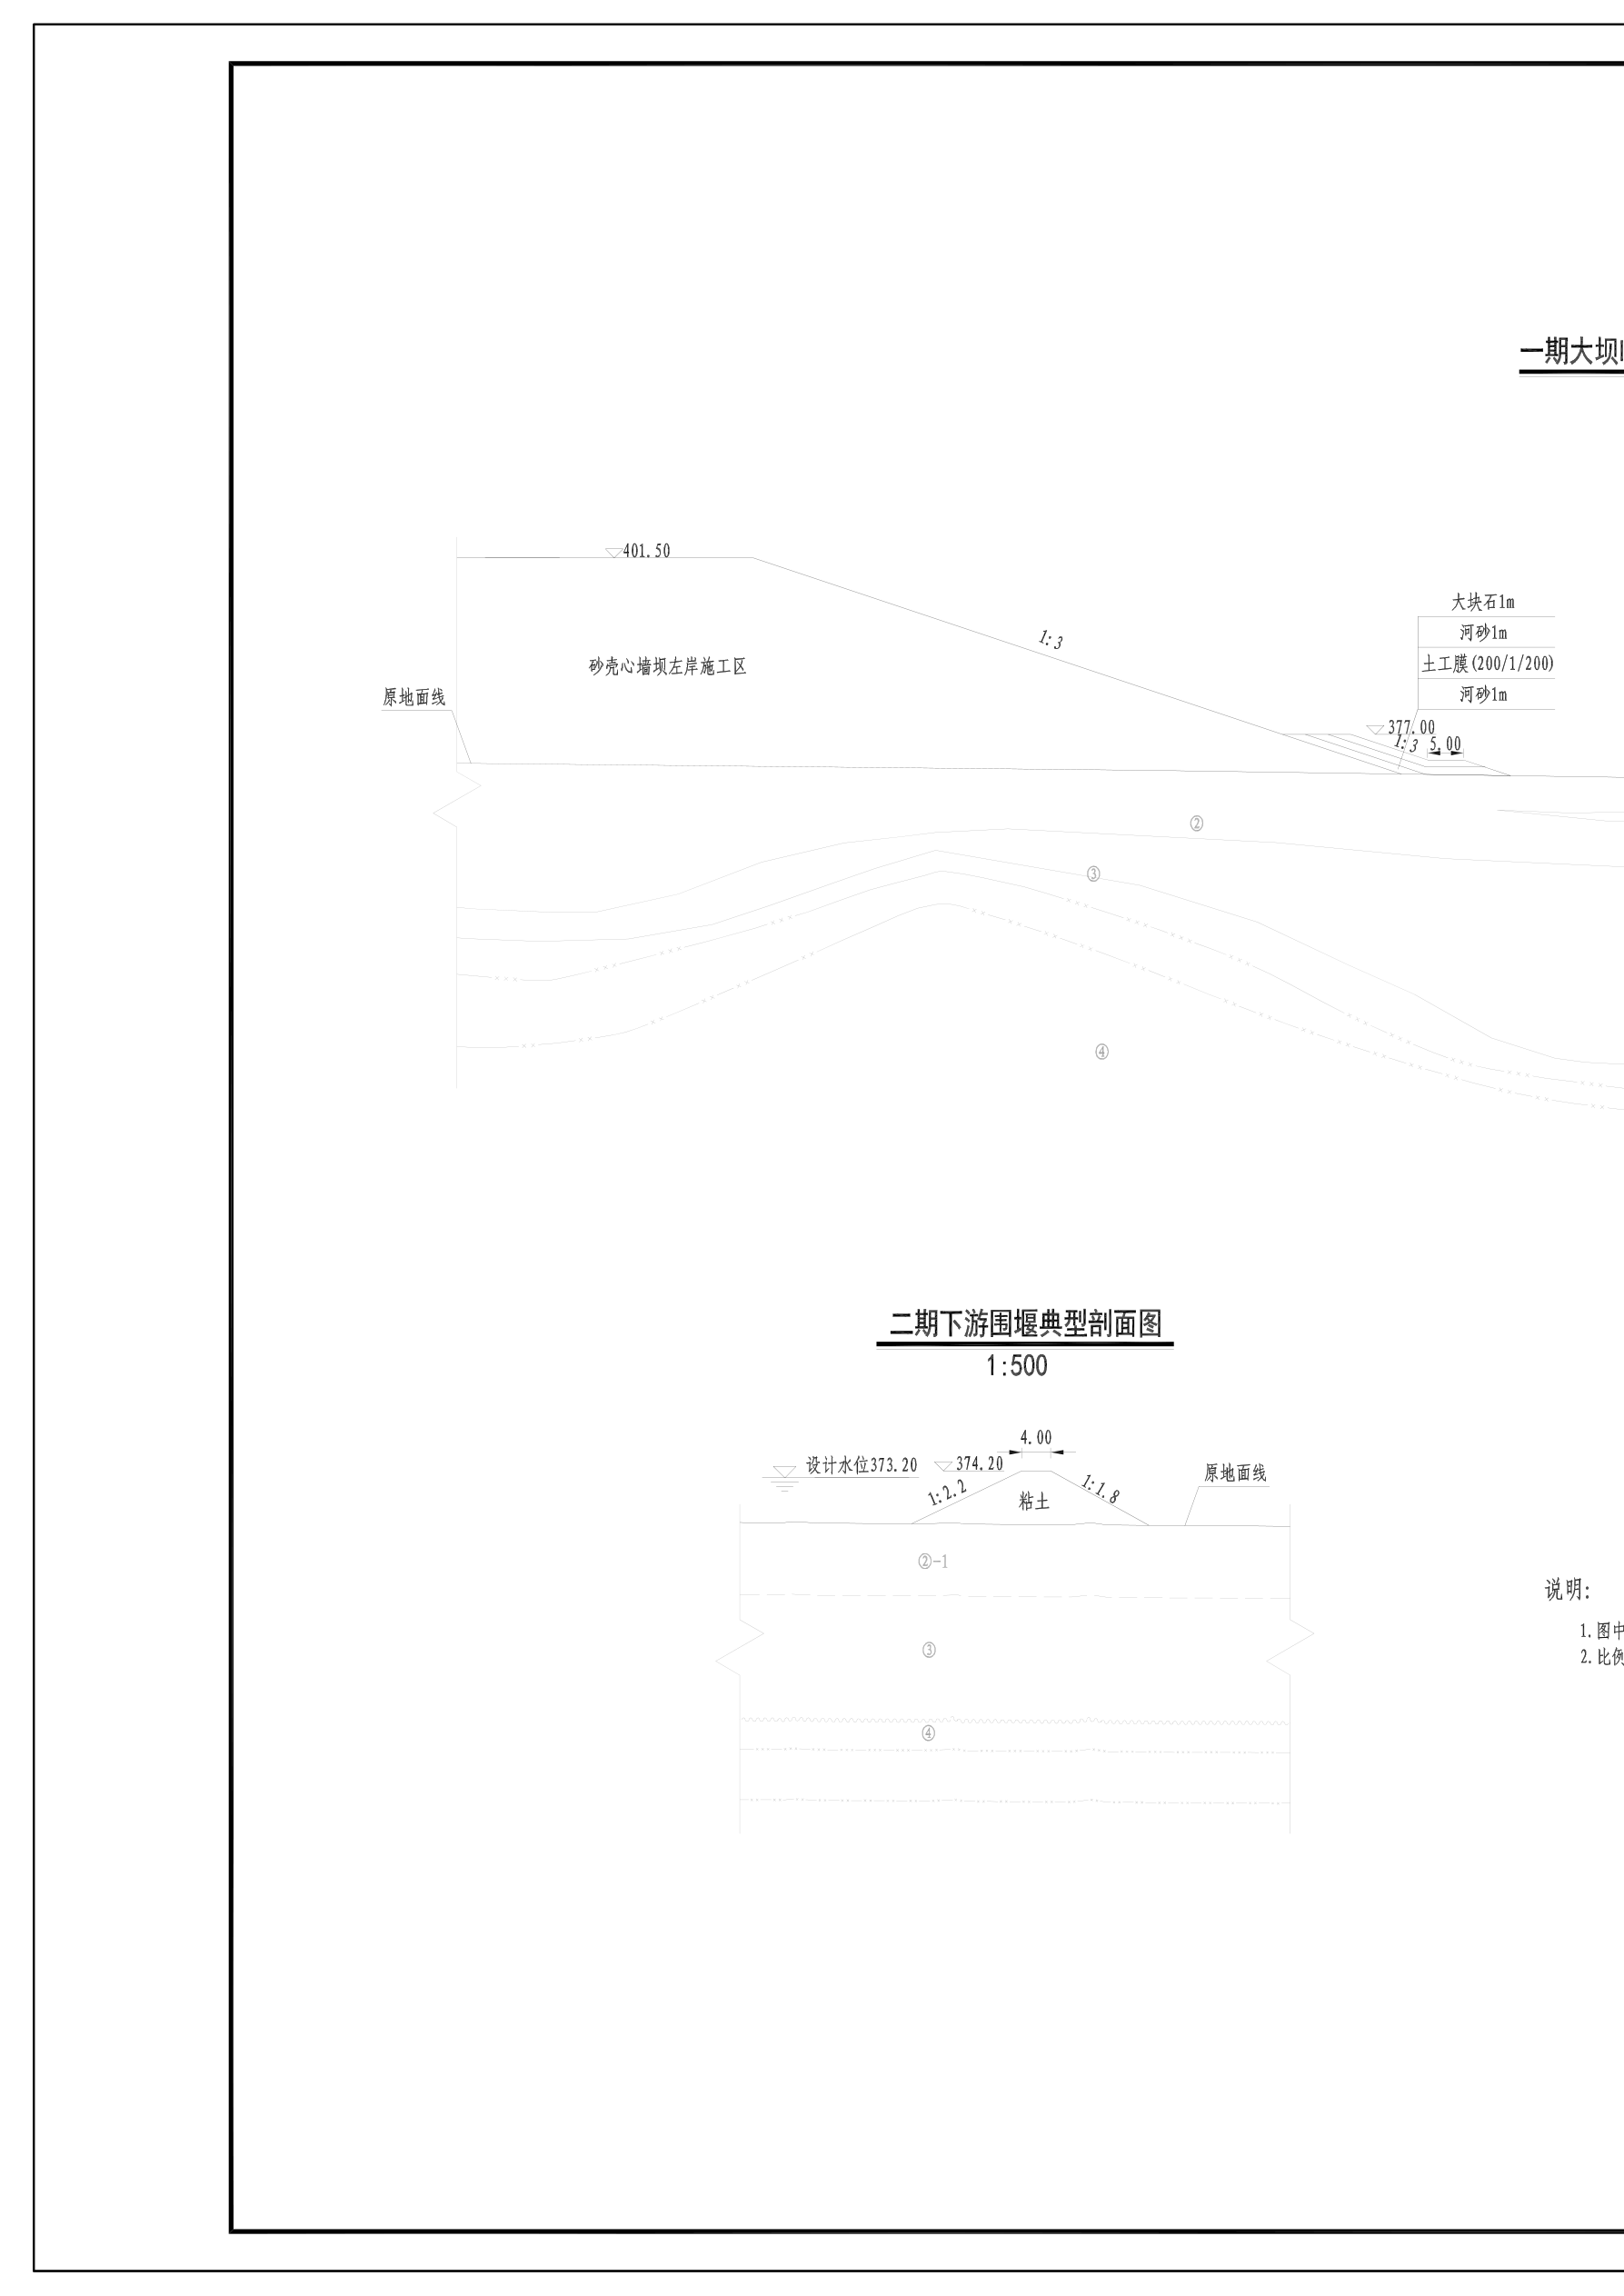 一期大坝
401.50
1:3
大块石1m
河砂1m
土工膜(200/1/200)
河砂1m
砂壳心墙坝左岸施工区
原地面线
377.00
1:3
5.00
②
③
④
二期下游围堰典型剖面图
1:500
4.00
设计水位373.20
374.20
原地面线
1:2.2
1:1.8
粘土
②-1
③
④
说明:
1.图中
2.比例